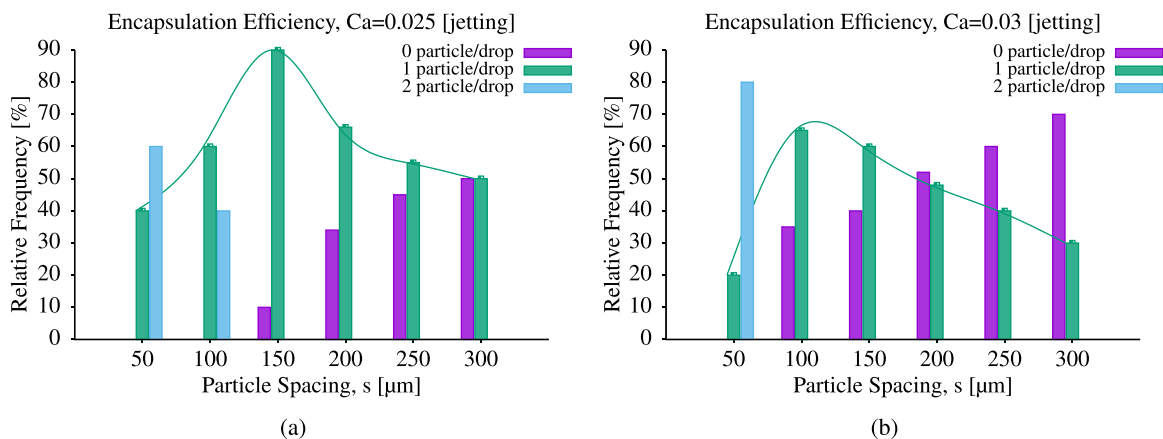 Encapsulation Efficiency, Ca=0.025 [jetting]
0 particle/drop
1 particle/drop
2 particle/drop
Relative Frequency [%]
90
80
70
60
50
40
30
20
10
0
50 100 150 200 250 300
Particle Spacing, s [µm]
(a)
Encapsulation Efficiency, Ca=0.03 [jetting]
0 particle/drop
1 particle/drop
2 particle/drop
Relative Frequency [%]
90
80
70
60
50
40
30
20
10
0
50 100 150 200 250 300
Particle Spacing, s [µm]
(b)